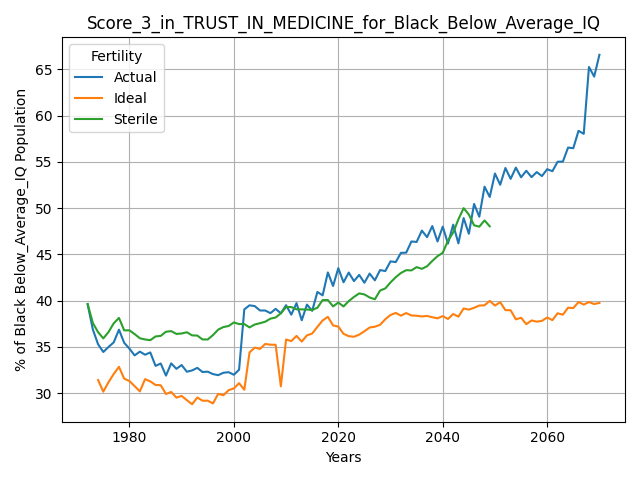 Score_3_in_TRUST_IN_MEDICINE_for_Black_Below_Average_IQ
% of Black Below_Average_IQ Population
65
60
55
50
45
40
35
30
Fertility
Actual
Ideal
Sterile
1980
2000
2020
2040
2060
Years